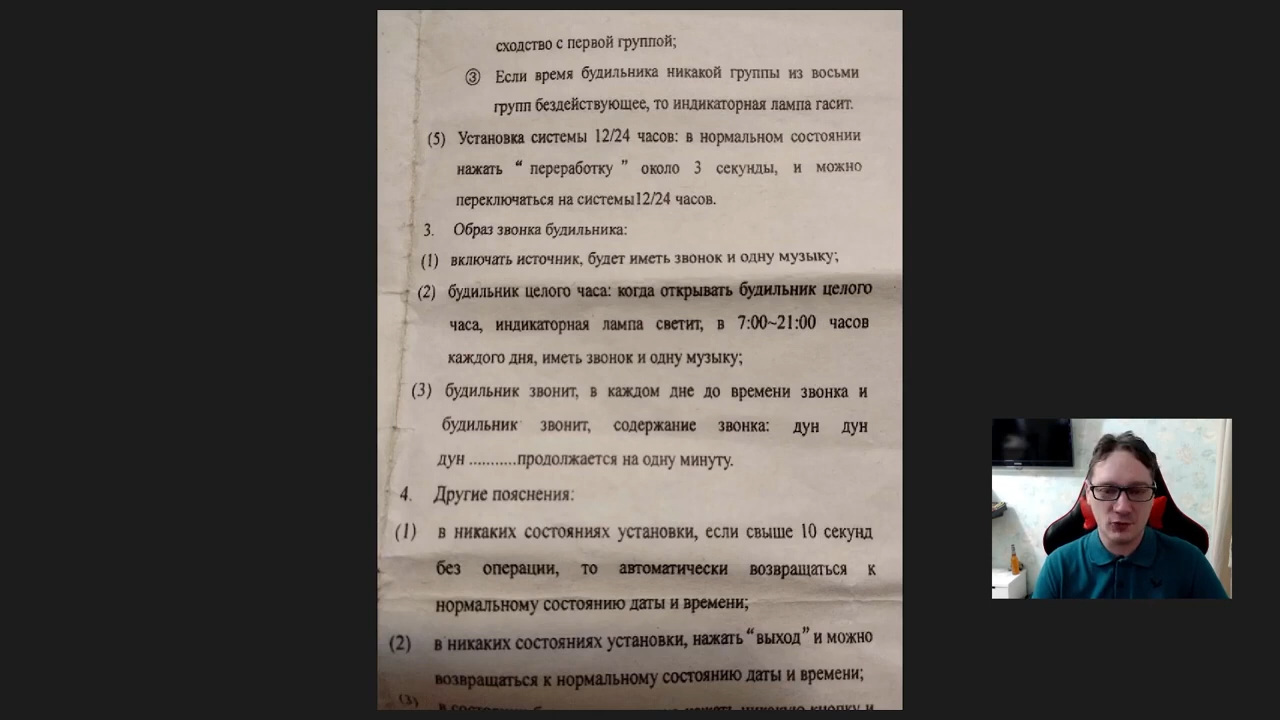 сходство с первой группой;
③ Если время будильника никакой группы из восьми
групп бездействующее, то индикаторная лампа гасит.
(5) Установка системы 12/24 часов: в нормальном состоянии
нажать “ переработку ” около 3 секунды, и можно
переключаться на системы12/24 часов.
3. Образ звонка будильника:
(1) включать источник, будет иметь звонок и одну музыку;
(2) будильник целого часа: когда открывать будильник целого
часа, индикаторная лампа светит, в 7:00~21:00 часов
каждого дня, иметь звонок и одну музыку;
(3) будильник звонит, в каждом дне до времени звонка и
будильник звонит, содержание звонка: дун дун
дун ...........продолжается на одну минуту.
4. Другие пояснения:
(1) в никаких состояниях установки, если свыше 10 секунд
без операции, то автоматически возвращаться к
нормальному состоянию даты и времени;
(2) в никаких состояниях установки, нажать “выход” и можно
возвращаться к нормальному состоянию даты и времени;
(3) в нажать никакую кнопку и